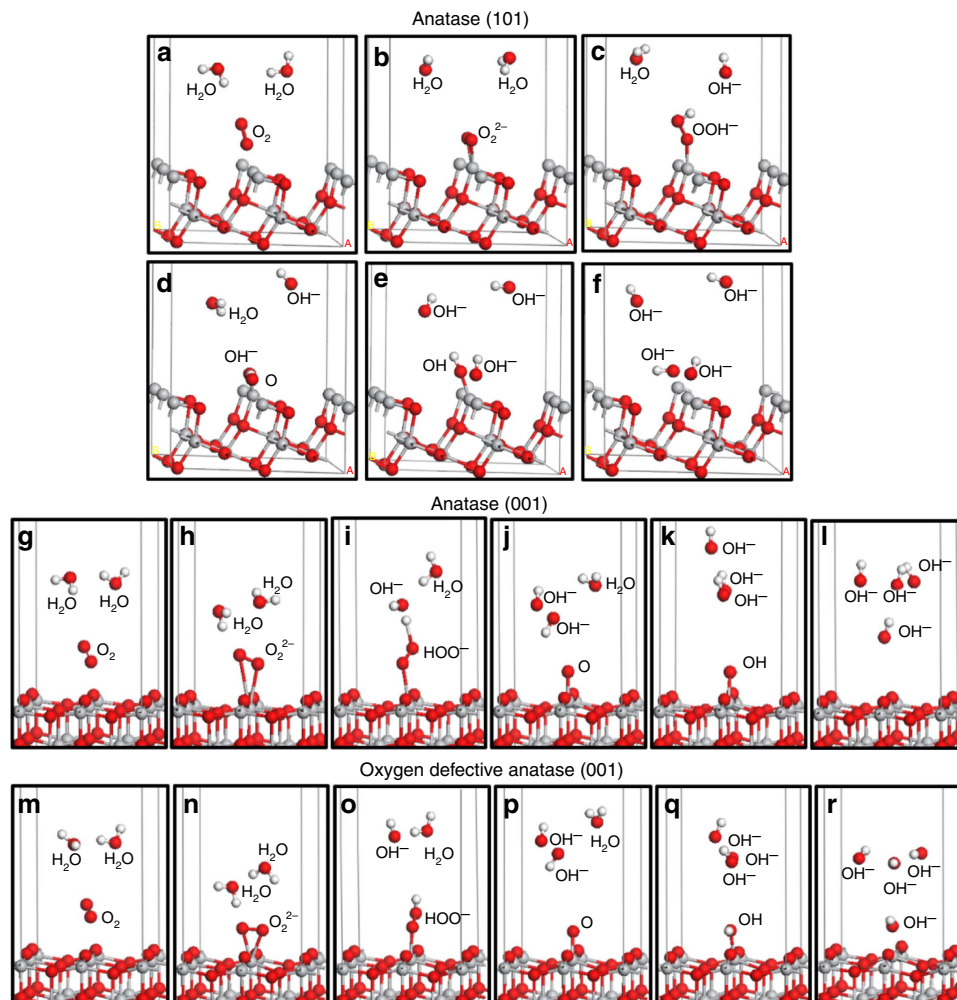 Anatase (101)
a
H₂O
H₂O
O₂
B
A
b
H₂O
H₂O
O₂²⁻
A
c
H₂O
OH⁻
OOH⁻
A
d
OH⁻
H₂O
OH⁻
O
A
e
OH⁻
OH⁻
OH
OH⁻
A
f
OH⁻
OH⁻
OH⁻
OH⁻
A
Anatase (001)
g
H₂O
H₂O
O₂
h
H₂O
H₂O
O₂²⁻
i
H₂O
OH⁻
HOO⁻
j
H₂O
OH⁻
OH⁻
O
k
OH⁻
OH⁻
OH
l
OH⁻
OH⁻
OH⁻
OH⁻
Oxygen defective anatase (001)
m
H₂O
H₂O
O₂
n
H₂O
H₂O
O₂²⁻
o
OH⁻
H₂O
HOO⁻
p
OH⁻
H₂O
OH⁻
O
q
OH⁻
OH⁻
OH⁻
OH
r
OH⁻
OH⁻
OH⁻
OH⁻